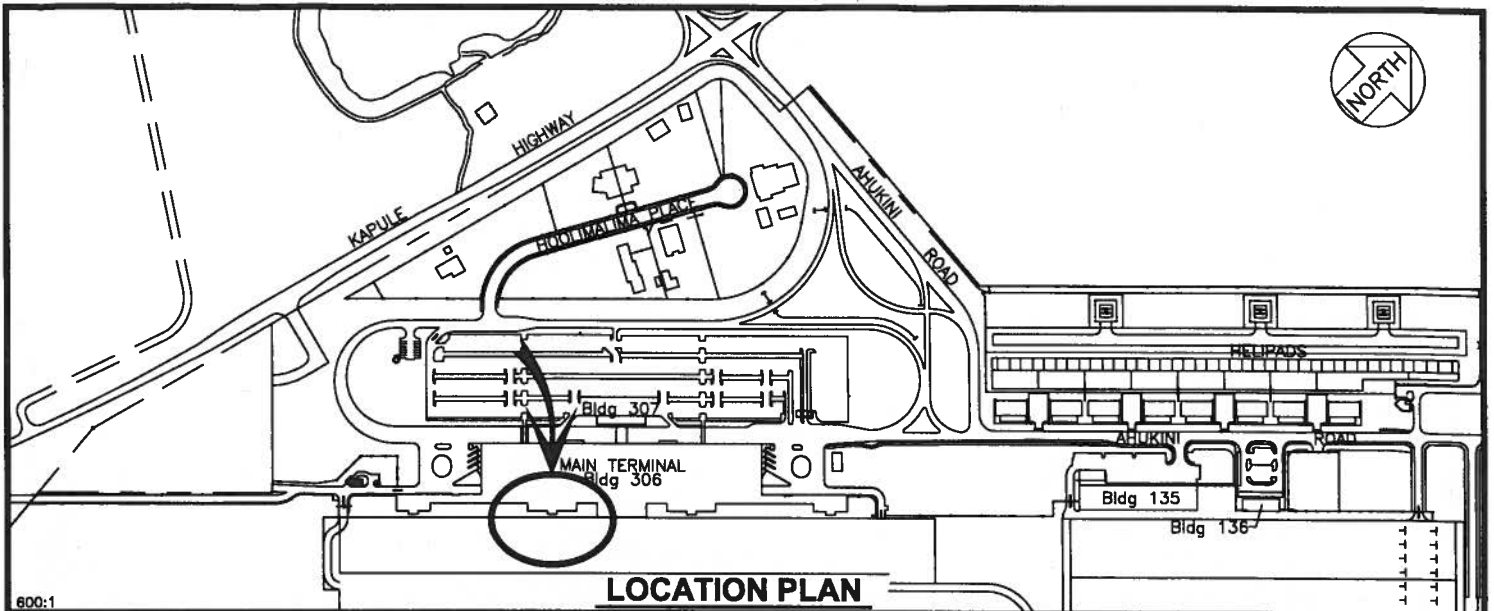 NORTH
HIGHWAY
KAPULE
HOOLIMALIMA PLACE
AHUKINI
ROAD
HELIPADS
Bldg 307
AHUKINI ROAD
MAIN TERMINAL
Bldg 306
Bldg 135
Bldg 136
LOCATION PLAN
600:1